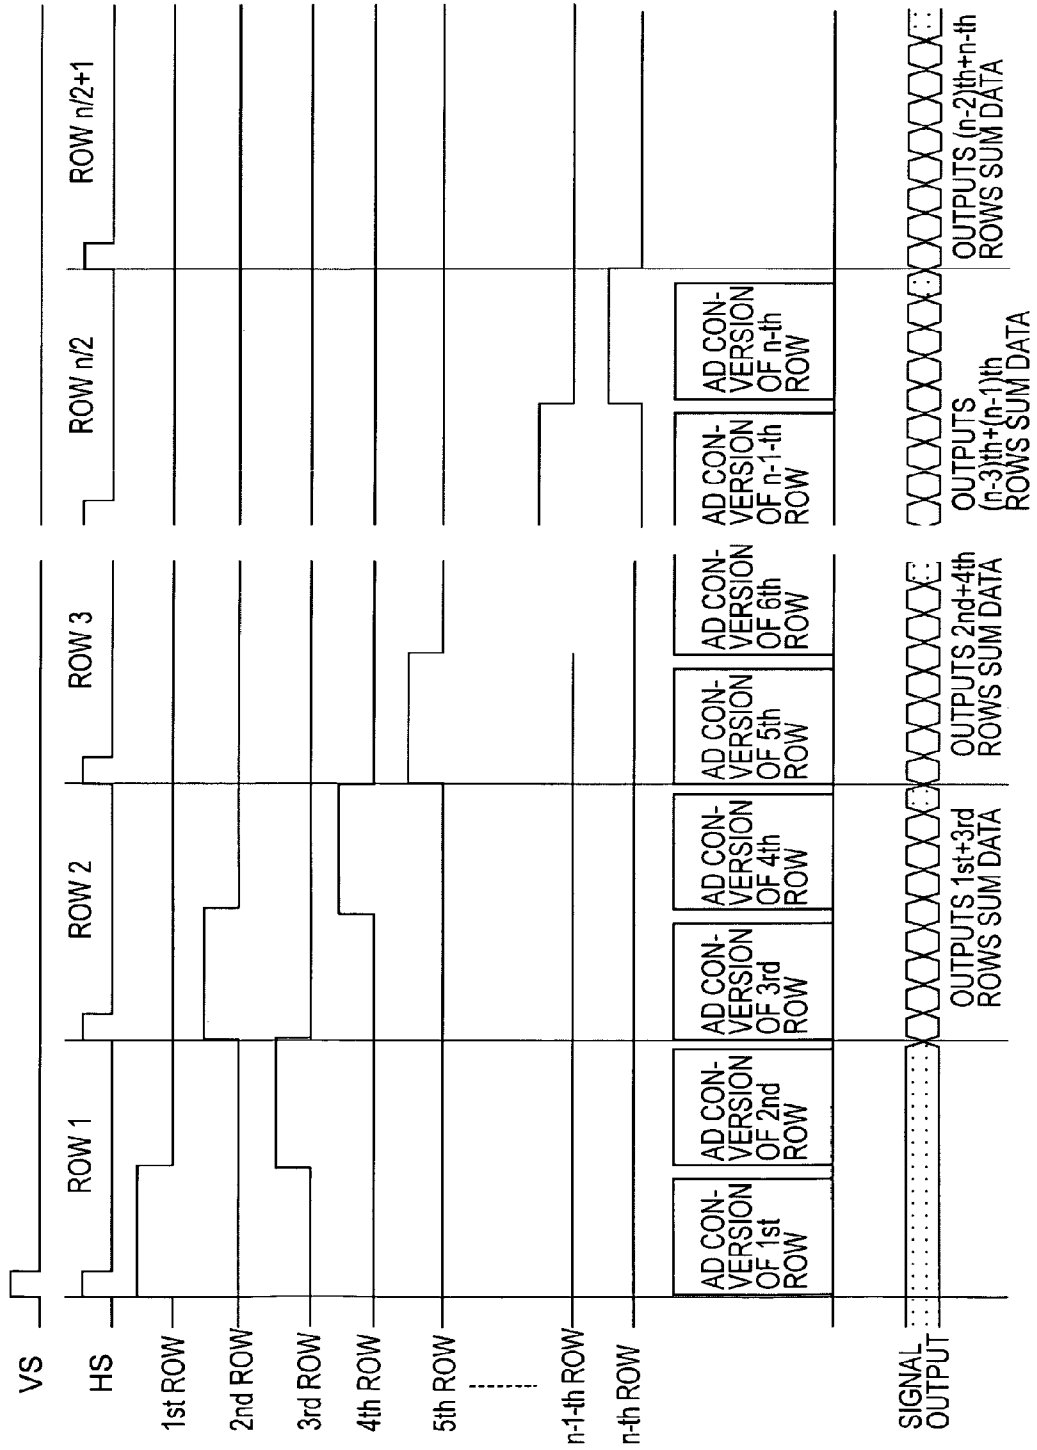 VS
HS
ROW 1
ROW 2
ROW 3
ROW n/2
ROW n/2+1
1st ROW
2nd ROW
3rd ROW
4th ROW
5th ROW
n-1-th ROW
n-th ROW
AD CON-
VERSION
OF 1st
ROW
AD CON-
VERSION
OF 2nd
ROW
AD CON-
VERSION
OF 3rd
ROW
AD CON-
VERSION
OF 4th
ROW
AD CON-
VERSION
OF 5th
ROW
AD CON-
VERSION
OF 6th
ROW
AD CON-
VERSION
OF n-1-th
ROW
AD CON-
VERSION
OF n-th
ROW
SIGNAL
OUTPUT
OUTPUTS 1st+3rd
ROWS SUM DATA
OUTPUTS 2nd+4th
ROWS SUM DATA
OUTPUTS
(n-3)th+(n-1)th
ROWS SUM DATA
OUTPUTS (n-2)th+n-th
ROWS SUM DATA